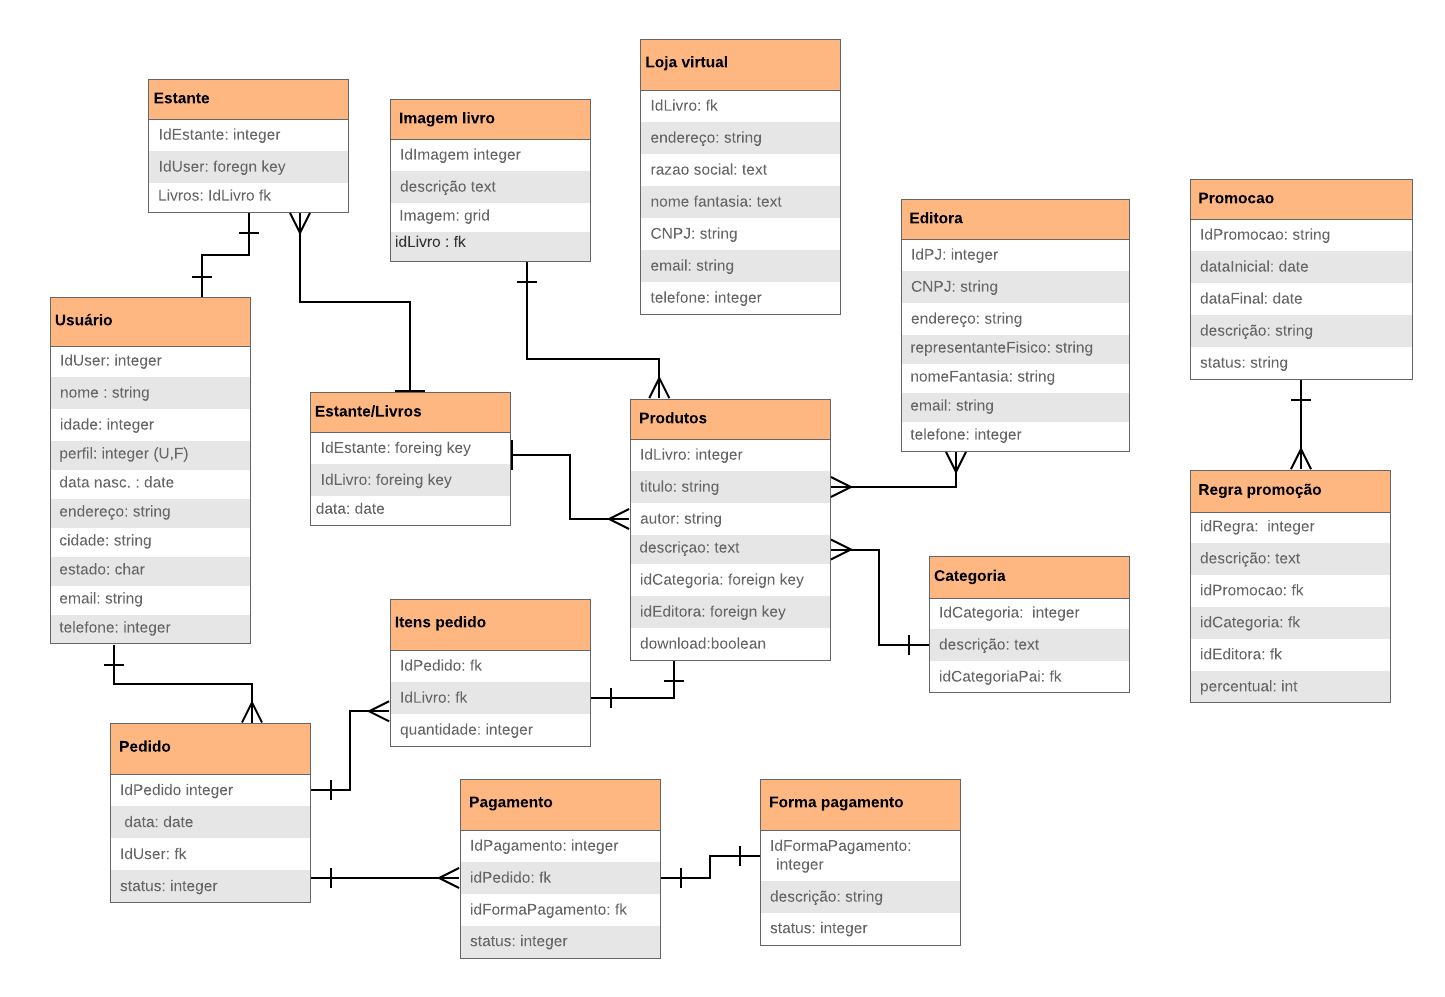 Estante
IdEstante: integer
IdUser: foregn key
Livros: IdLivro fk
Imagem livro
IdImagem integer
descrição text
Imagem: grid
idLivro : fk
Loja virtual
IdLivro: fk
endereço: string
razao social: text
nome fantasia: text
CNPJ: string
email: string
telefone: integer
Editora
IdPJ: integer
CNPJ: string
endereço: string
representanteFisico: string
nomeFantasia: string
email: string
telefone: integer
Promocao
IdPromocao: string
dataInicial: date
dataFinal: date
descrição: string
status: string
Usuário
IdUser: integer
nome : string
idade: integer
perfil: integer (U,F)
data nasc. : date
endereço: string
cidade: string
estado: char
email: string
telefone: integer
Estante/Livros
IdEstante: foreing key
IdLivro: foreing key
data: date
Produtos
IdLivro: integer
titulo: string
autor: string
descriçao: text
idCategoria: foreign key
idEditora: foreign key
download:boolean
Categoria
IdCategoria:  integer
descrição: text
idCategoriaPai: fk
Regra promoção
idRegra:  integer
descrição: text
idPromocao: fk
idCategoria: fk
idEditora: fk
percentual: int
Itens pedido
IdPedido: fk
IdLivro: fk
quantidade: integer
Pedido
IdPedido integer
data: date
IdUser: fk
status: integer
Pagamento
IdPagamento: integer
idPedido: fk
idFormaPagamento: fk
status: integer
Forma pagamento
IdFormaPagamento:
integer
descrição: string
status: integer